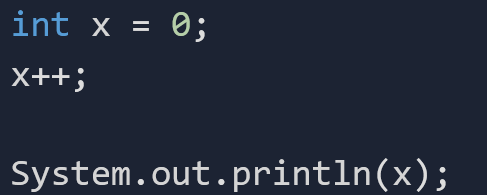 int x = 0;
x++;
System.out.println(x);